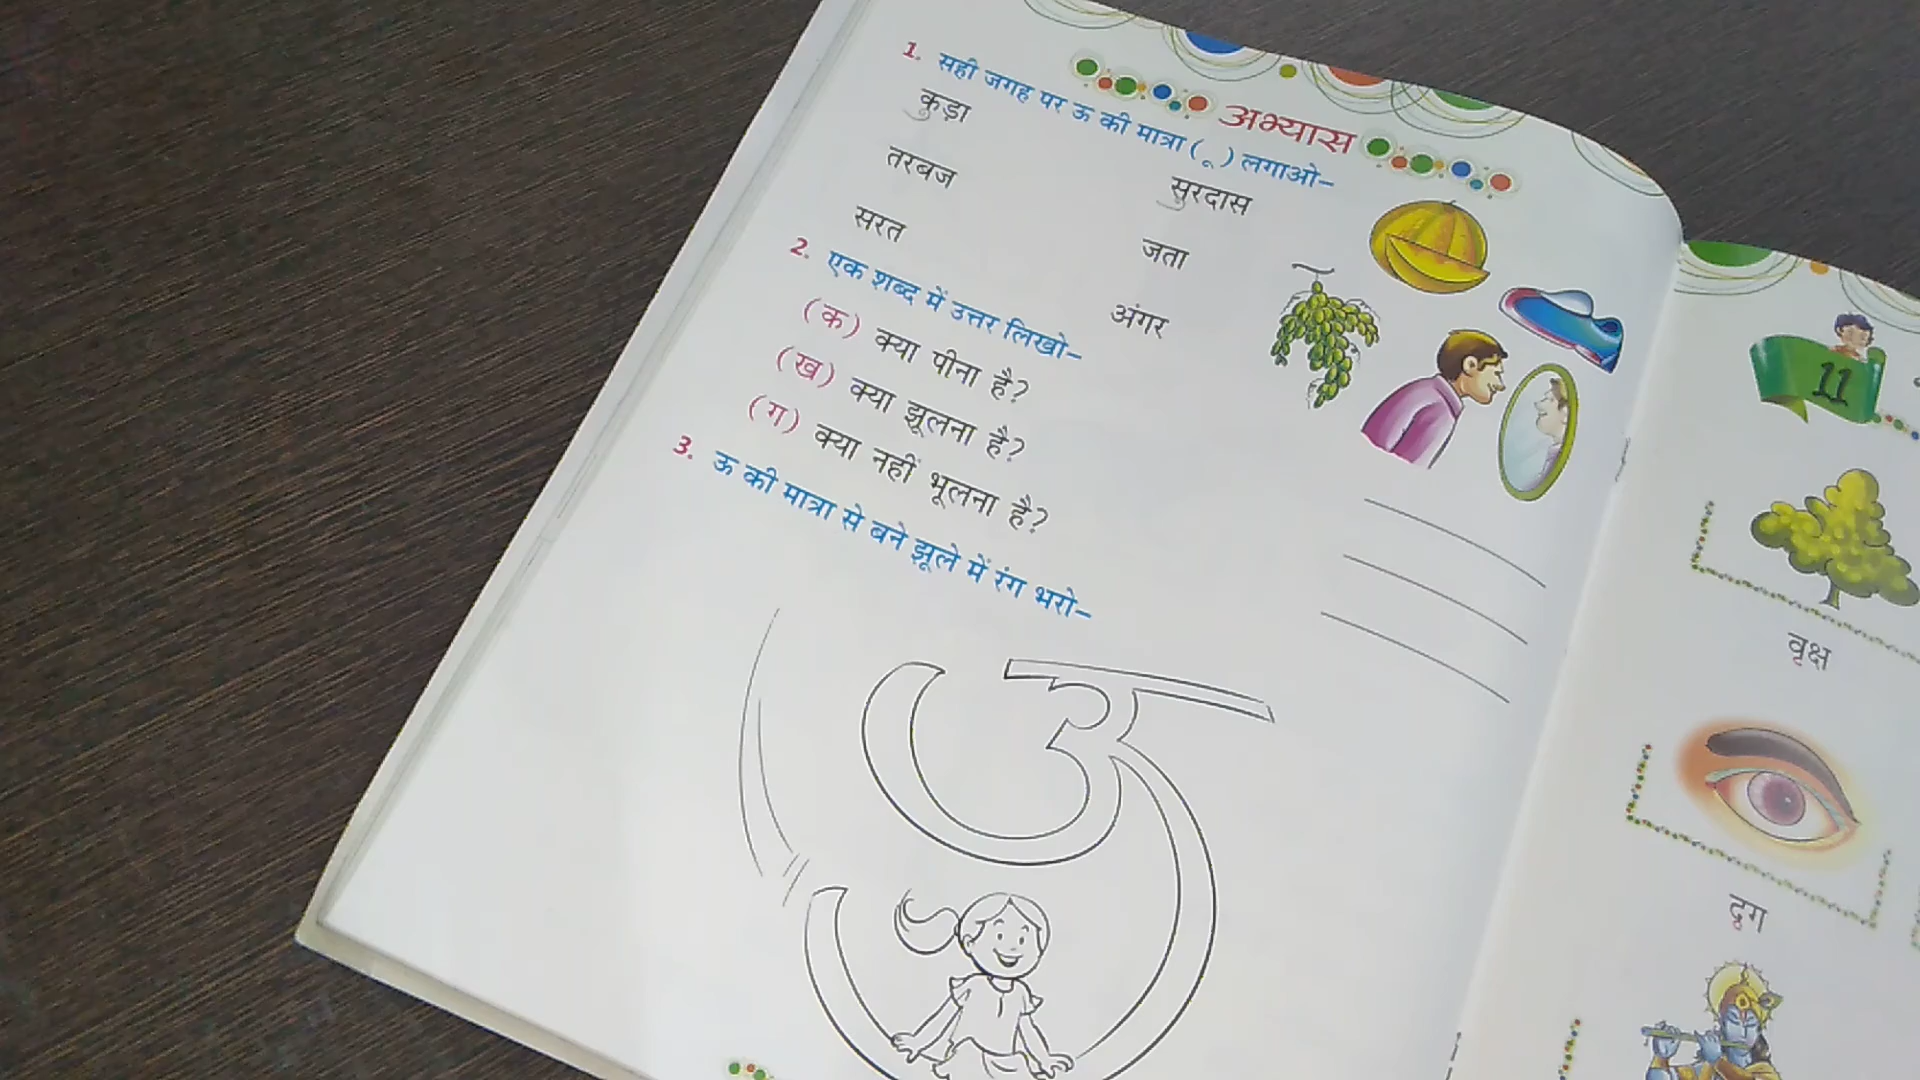 अभ्यास
1. सही जगह पर ऊ की मात्रा ( ू ) लगाओ–
कुड़ा
सुरदास
तरबज
जता
सरत
अंगर
2. एक शब्द में उत्तर लिखो–
(क) क्या पीना है?
(ख) क्या झूलना है?
(ग) क्या नहीं भूलना है?
3. ऊ की मात्रा से बने झूले में रंग भरो–
11
वृक्ष
दृग